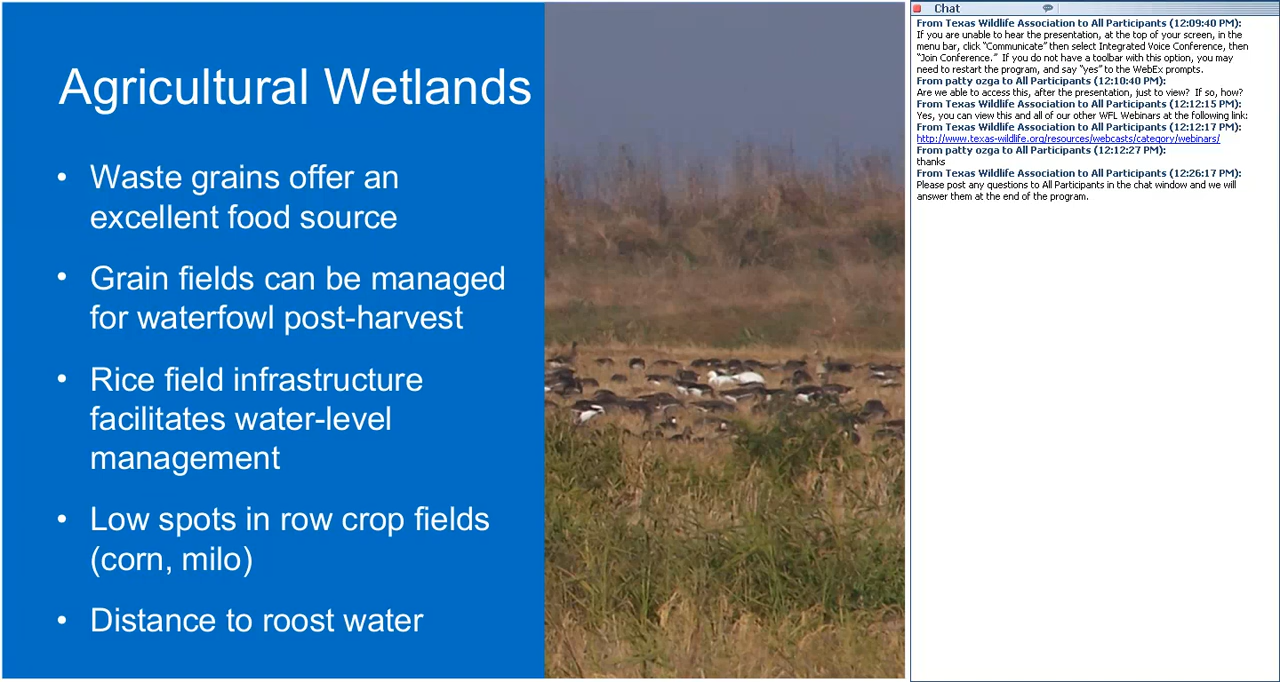 Agricultural Wetlands
• Waste grains offer an
excellent food source
• Grain fields can be managed
for waterfowl post-harvest
• Rice field infrastructure
facilitates water-level
management
• Low spots in row crop fields
(corn, milo)
• Distance to roost water
Chat
From Texas Wildlife Association to All Participants (12:09:40 PM):
If you are unable to hear the presentation, at the top of your screen, in the
menu bar, click "Communicate" then select Integrated Voice Conference, then
"Join Conference." If you do not have a toolbar with this option, you may
need to restart the program, and say "yes" to the WebEx prompts.
From patty ozga to All Participants (12:10:40 PM):
Are we able to access this, after the presentation, just to view? If so, how?
From Texas Wildlife Association to All Participants (12:12:15 PM):
Yes, you can view this and all of our other WFL Webinars at the following link:
From Texas Wildlife Association to All Participants (12:12:17 PM):
http://www.texas-wildlife.org/resources/webcasts/category/webinars/
From patty ozga to All Participants (12:12:27 PM):
thanks
From Texas Wildlife Association to All Participants (12:26:17 PM):
Please post any questions to All Participants in the chat window and we will
answer them at the end of the program.